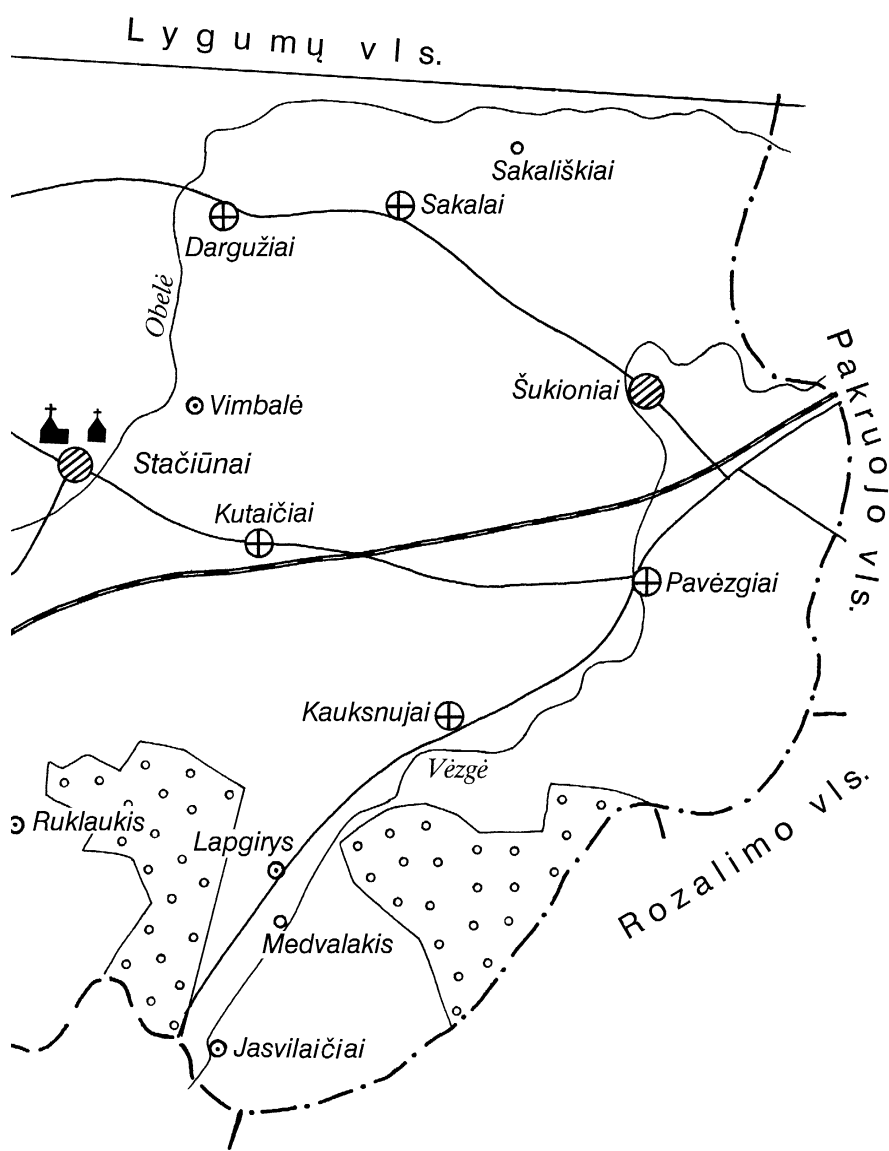 Lygumų vls.
Sakališkiai
Sakalai
Dargužiai
Obelė
Šukioniai
Pakruojo vls.
Vimbalė
Stačiūnai
Kutaičiai
Pavėzgiai
Kauksnujai
Vėzgė
Ruklaukis
Lapgirys
Rozalimo vls.
Medvalakis
Jasvilaičiai